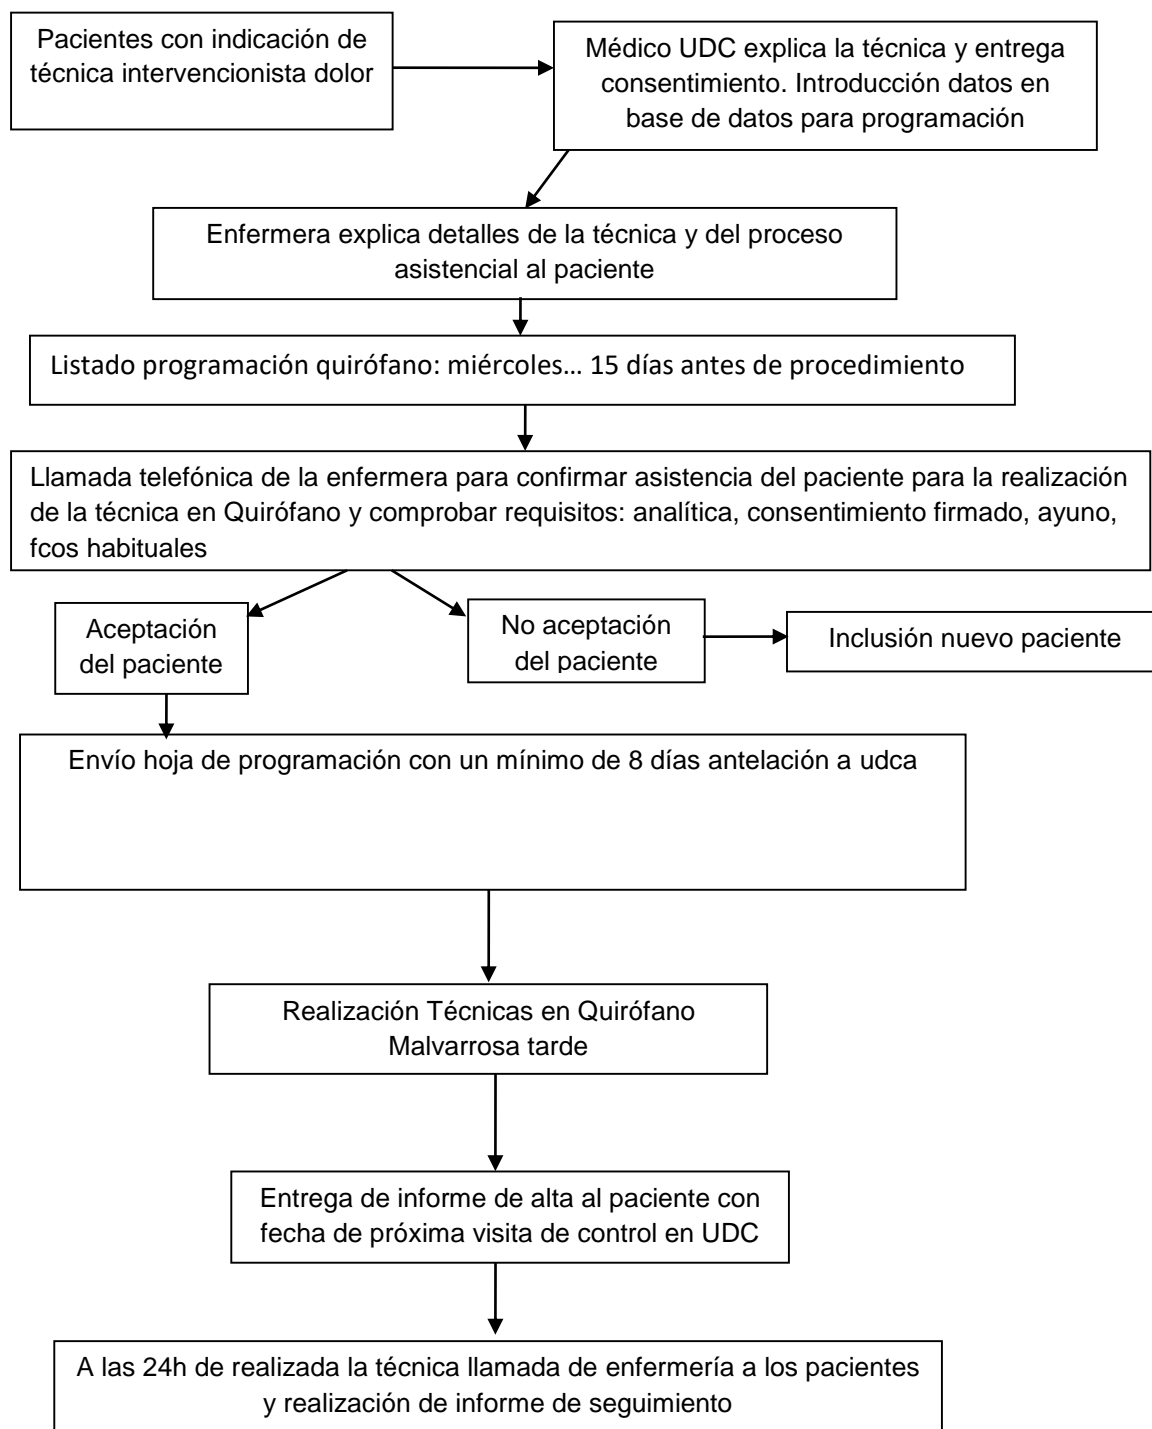 Pacientes con indicación de
técnica intervencionista dolor
Médico UDC explica la técnica y entrega
consentimiento. Introducción datos en
base de datos para programación
Enfermera explica detalles de la técnica y del proceso
asistencial al paciente
Listado programación quirófano: miércoles... 15 días antes de procedimiento
Llamada telefónica de la enfermera para confirmar asistencia del paciente para la realización
de la técnica en Quirófano y comprobar requisitos: analítica, consentimiento firmado, ayuno,
fcos habituales
Aceptación
del paciente
No aceptación
del paciente
Inclusión nuevo paciente
Envío hoja de programación con un mínimo de 8 días antelación a udca
Realización Técnicas en Quirófano
Malvarrosa tarde
Entrega de informe de alta al paciente con
fecha de próxima visita de control en UDC
A las 24h de realizada la técnica llamada de enfermería a los pacientes
y realización de informe de seguimiento